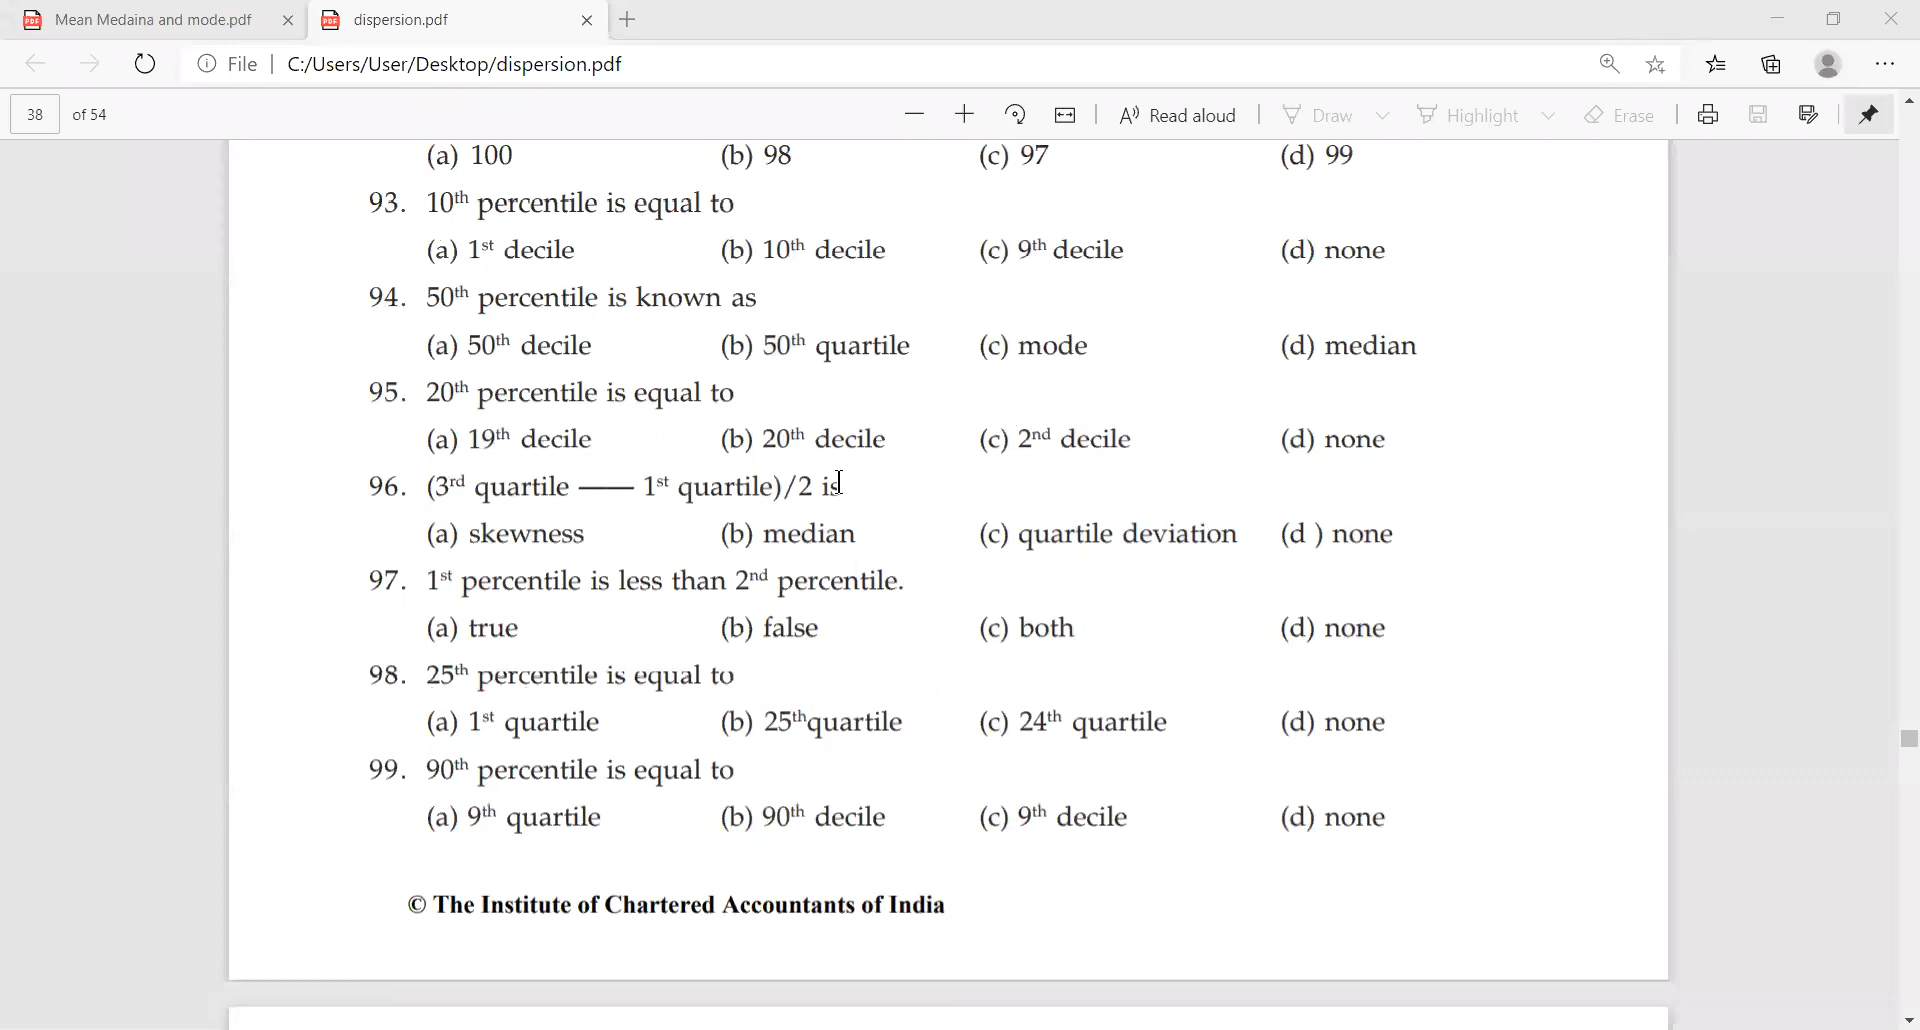 Mean Medaina and mode.pdf
dispersion.pdf
File | C:/Users/User/Desktop/dispersion.pdf
38 of 54
Read aloud
Draw
Highlight
Erase
(a) 100 (b) 98 (c) 97 (d) 99
93. 10th percentile is equal to
(a) 1st decile (b) 10th decile (c) 9th decile (d) none
94. 50th percentile is known as
(a) 50th decile (b) 50th quartile (c) mode (d) median
95. 20th percentile is equal to
(a) 19th decile (b) 20th decile (c) 2nd decile (d) none
96. (3rd quartile —— 1st quartile)/2 is
(a) skewness (b) median (c) quartile deviation (d ) none
97. 1st percentile is less than 2nd percentile.
(a) true (b) false (c) both (d) none
98. 25th percentile is equal to
(a) 1st quartile (b) 25thquartile (c) 24th quartile (d) none
99. 90th percentile is equal to
(a) 9th quartile (b) 90th decile (c) 9th decile (d) none
© The Institute of Chartered Accountants of India